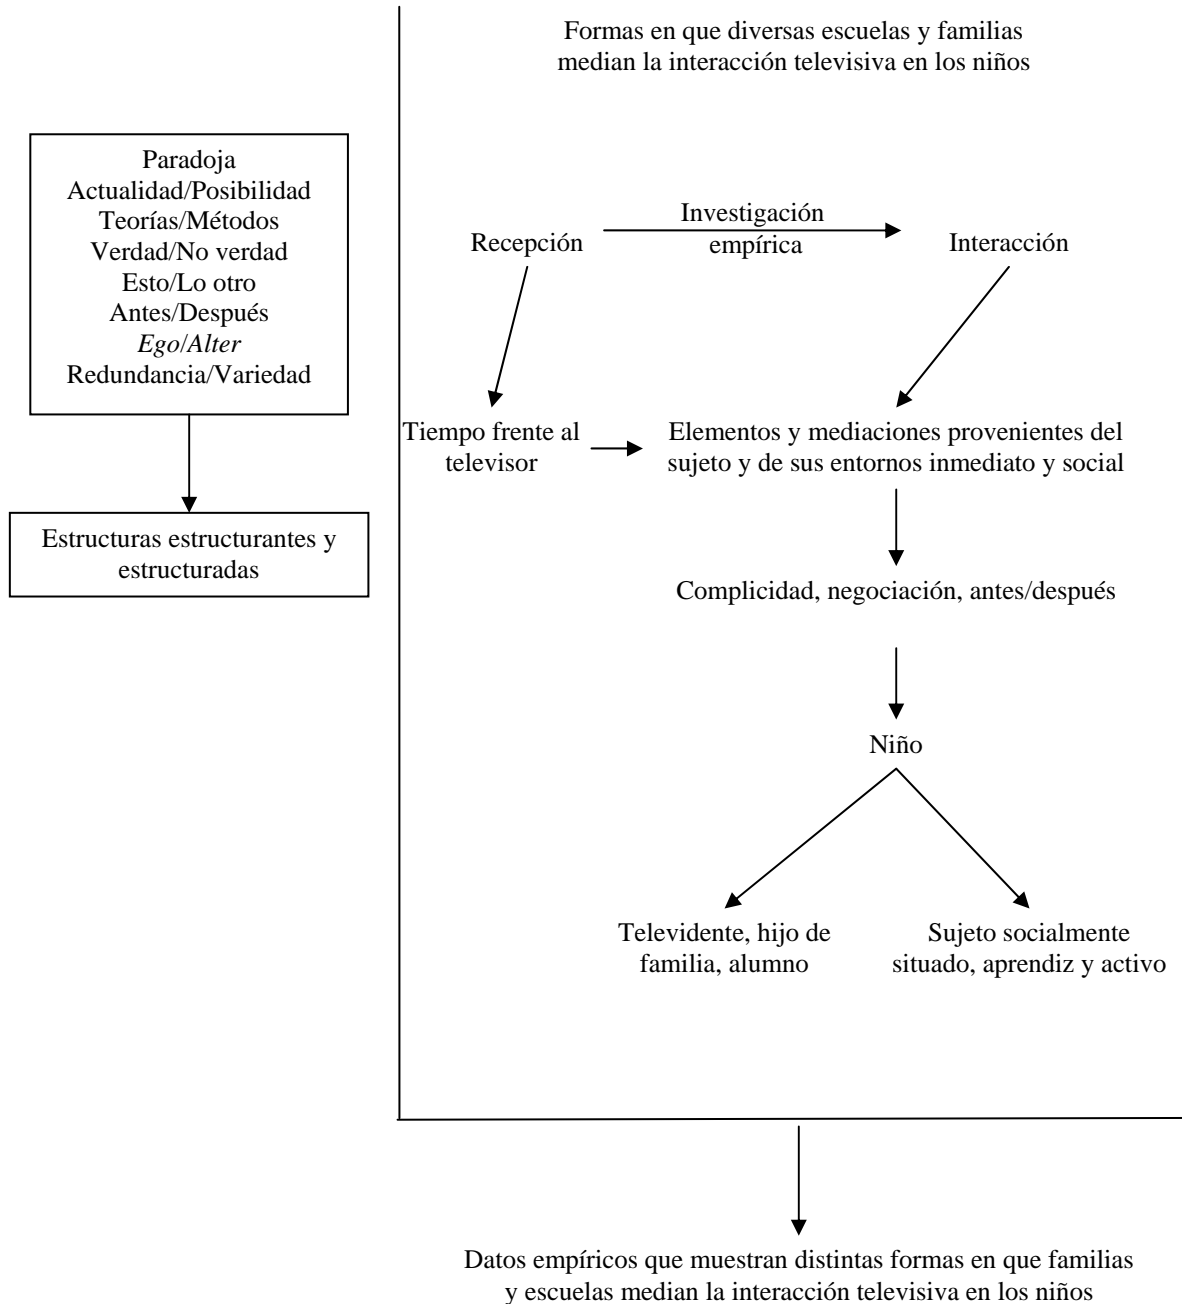 Formas en que diversas escuelas y familias
median la interacción televisiva en los niños
Paradoja
Actualidad/Posibilidad
Teorías/Métodos
Verdad/No verdad
Esto/Lo otro
Antes/Después
Ego/Alter
Redundancia/Variedad
Estructuras estructurantes y
estructuradas
Recepción
Investigación
empírica
Interacción
Tiempo frente al
televisor
Elementos y mediaciones provenientes del
sujeto y de sus entornos inmediato y social
Complicidad, negociación, antes/después
Niño
Televidente, hijo de
familia, alumno
Sujeto socialmente
situado, aprendiz y activo
Datos empíricos que muestran distintas formas en que familias
y escuelas median la interacción televisiva en los niños